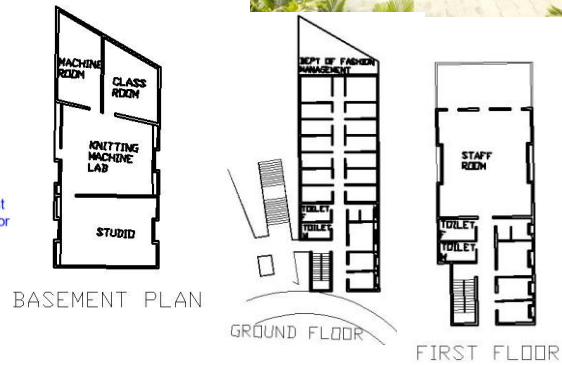 MACHINE
ROOM
CLASS
ROOM
KNITTING
MACHINE
LAB
STUDIO
BASEMENT PLAN
DEPT OF FASHION
MANAGEMENT
TOILET
F
TOILET
M
GROUND FLOOR
STAFF
ROOM
TOILET
F
TOILET
M
FIRST FLOOR